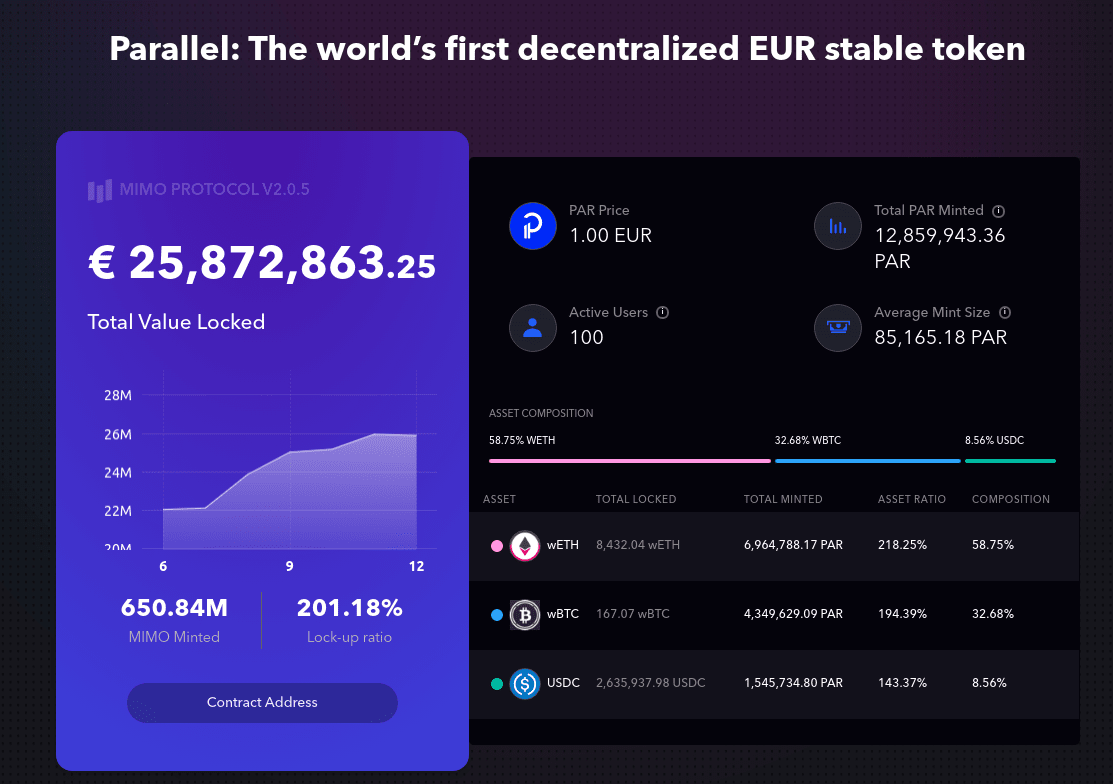 Parallel: The world's first decentralized EUR stable token
MIMO PROTOCOL V2.0.5
€ 25,872,863.25
Total Value Locked
28M
26M
24M
22M
20M
6 9 12
650.84M 201.18%
MIMO Minted Lock-up ratio
Contract Address
PAR Price
1.00 EUR
Total PAR Minted
12,859,943.36
PAR
Active Users
100
Average Mint Size
85,165.18 PAR
ASSET COMPOSITION
58.75% WETH 32.68% WBTC 8.56% USDC
ASSET TOTAL LOCKED TOTAL MINTED ASSET RATIO COMPOSITION
wETH 8,432.04 wETH 6,964,788.17 PAR 218.25% 58.75%
wBTC 167.07 wBTC 4,349,629.09 PAR 194.39% 32.68%
USDC 2,635,937.98 USDC 1,545,734.80 PAR 143.37% 8.56%